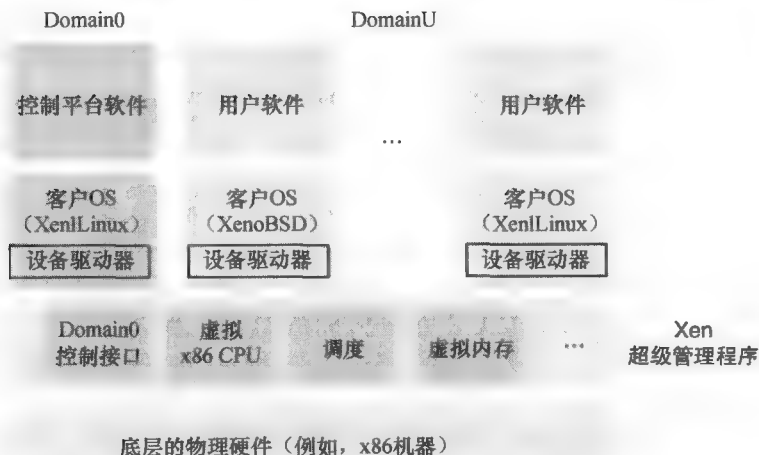 Domain0 DomainU
控制平台软件 用户软件 … 用户软件
客户OS 客户OS 客户OS
（XenlLinux） （XenoBSD） （XenlLinux）
设备驱动器 设备驱动器 设备驱动器
Domain0 虚拟 Xen
控制接口 x86 CPU 调度 虚拟内存 … 超级管理程序
底层的物理硬件（例如，x86机器）